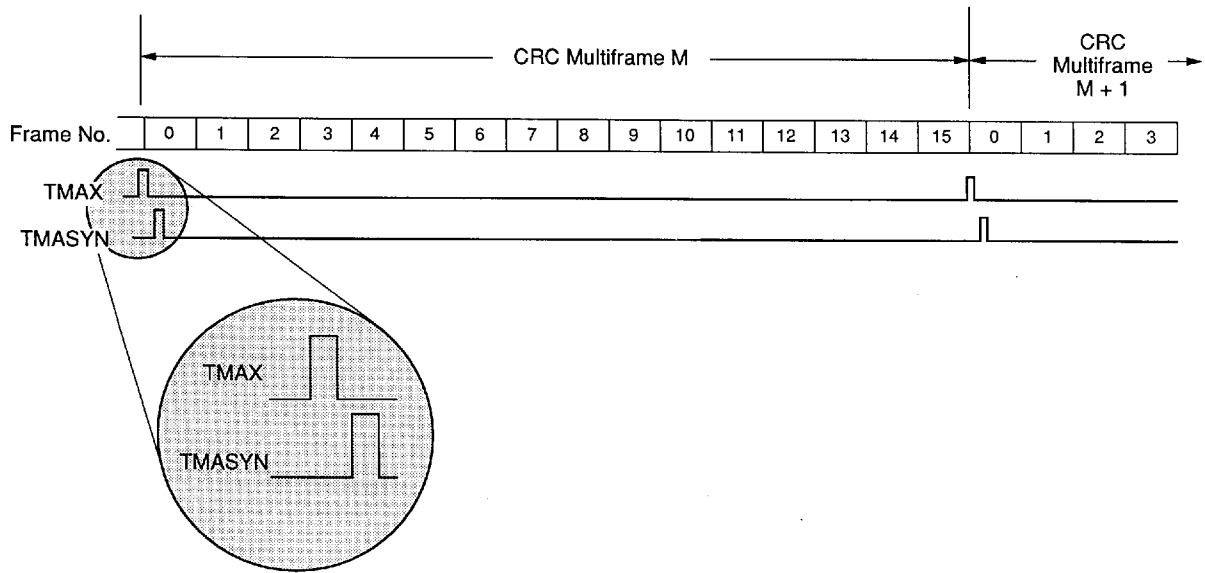 CRC Multiframe M
CRC
Multiframe
M + 1
Frame No. 0 1 2 3 4 5 6 7 8 9 10 11 12 13 14 15 0 1 2 3
TMAX
TMASYN
TMAX
TMASYN